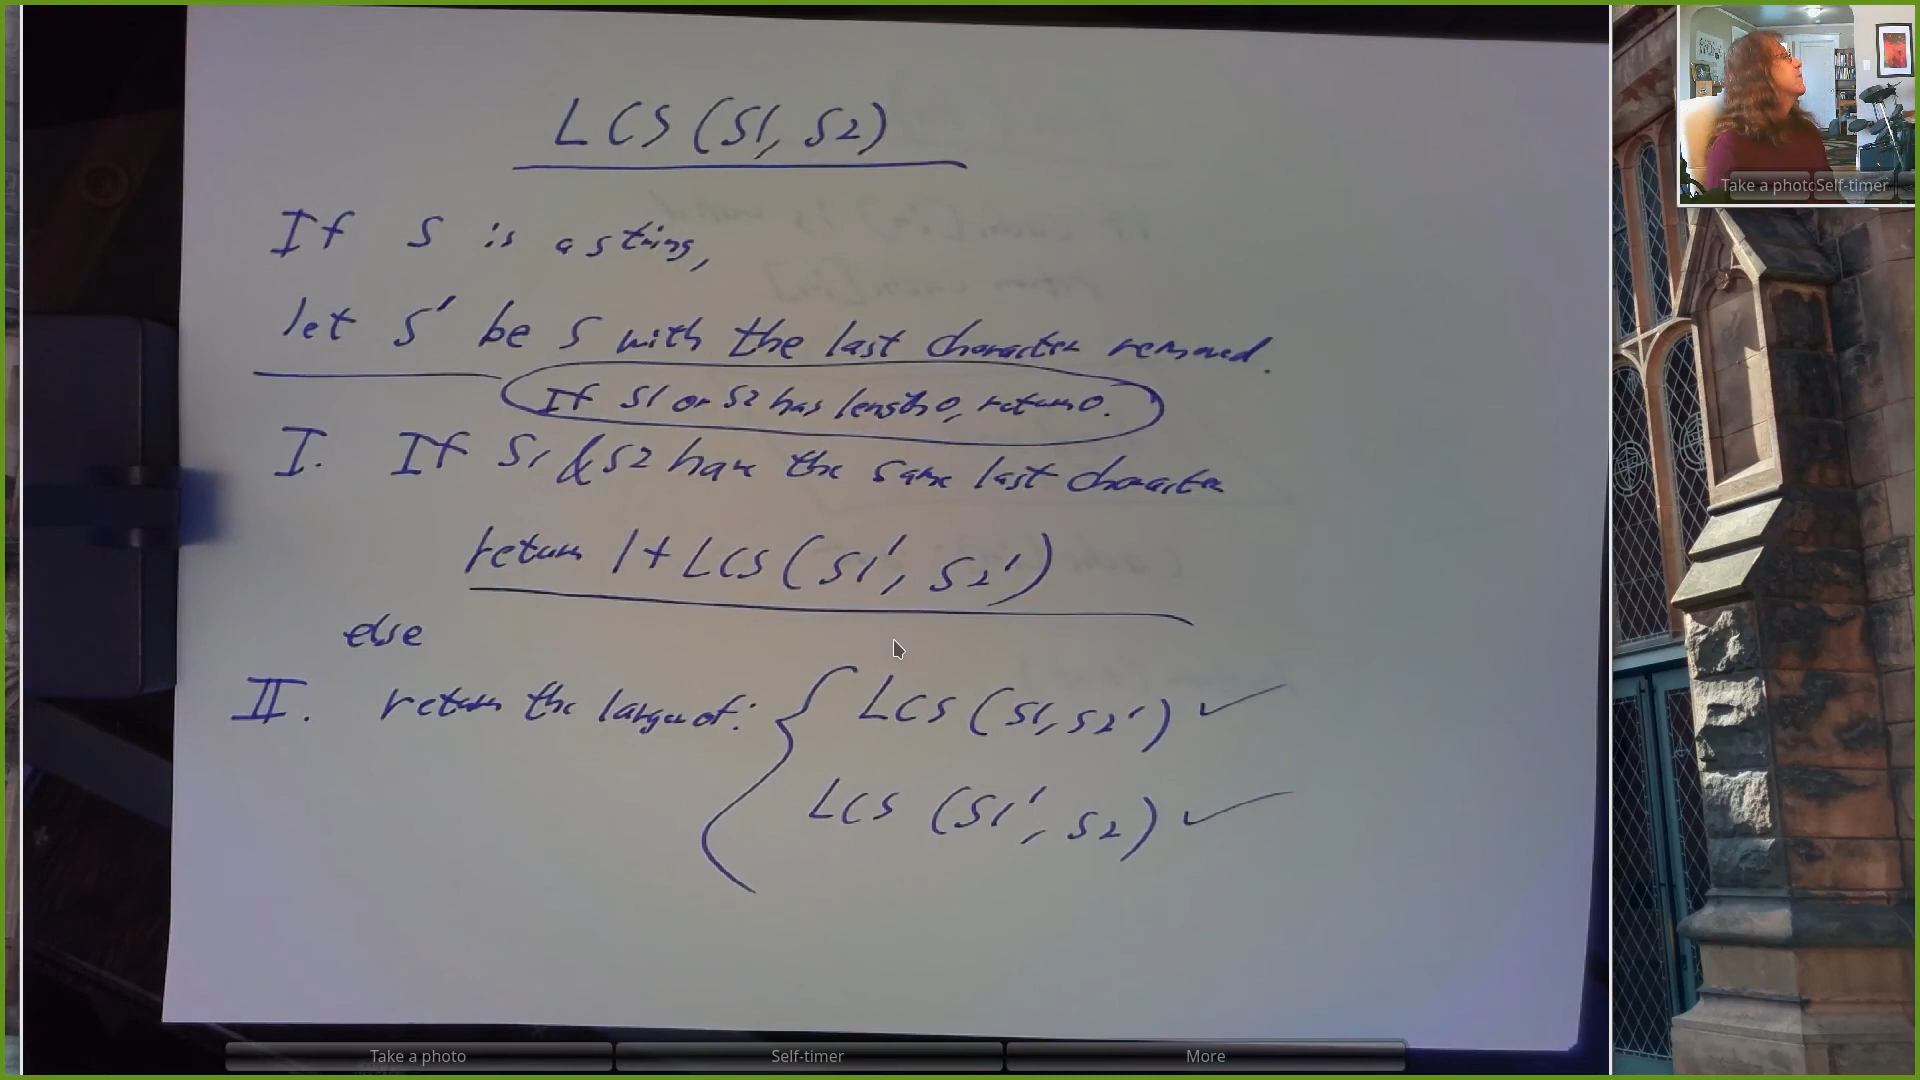 LCS (S1, S2)
If S is a string,
let S' be S with the last character removed.
If S1 or S2 has length 0, return 0.
I. If S1 & S2 have the same last character
return 1 + LCS (S1', S2')
else
II. return the larger of: LCS (S1, S2') ✓
LCS (S1', S2) ✓
Take a photo Self-timer More
Take a photo Self-timer